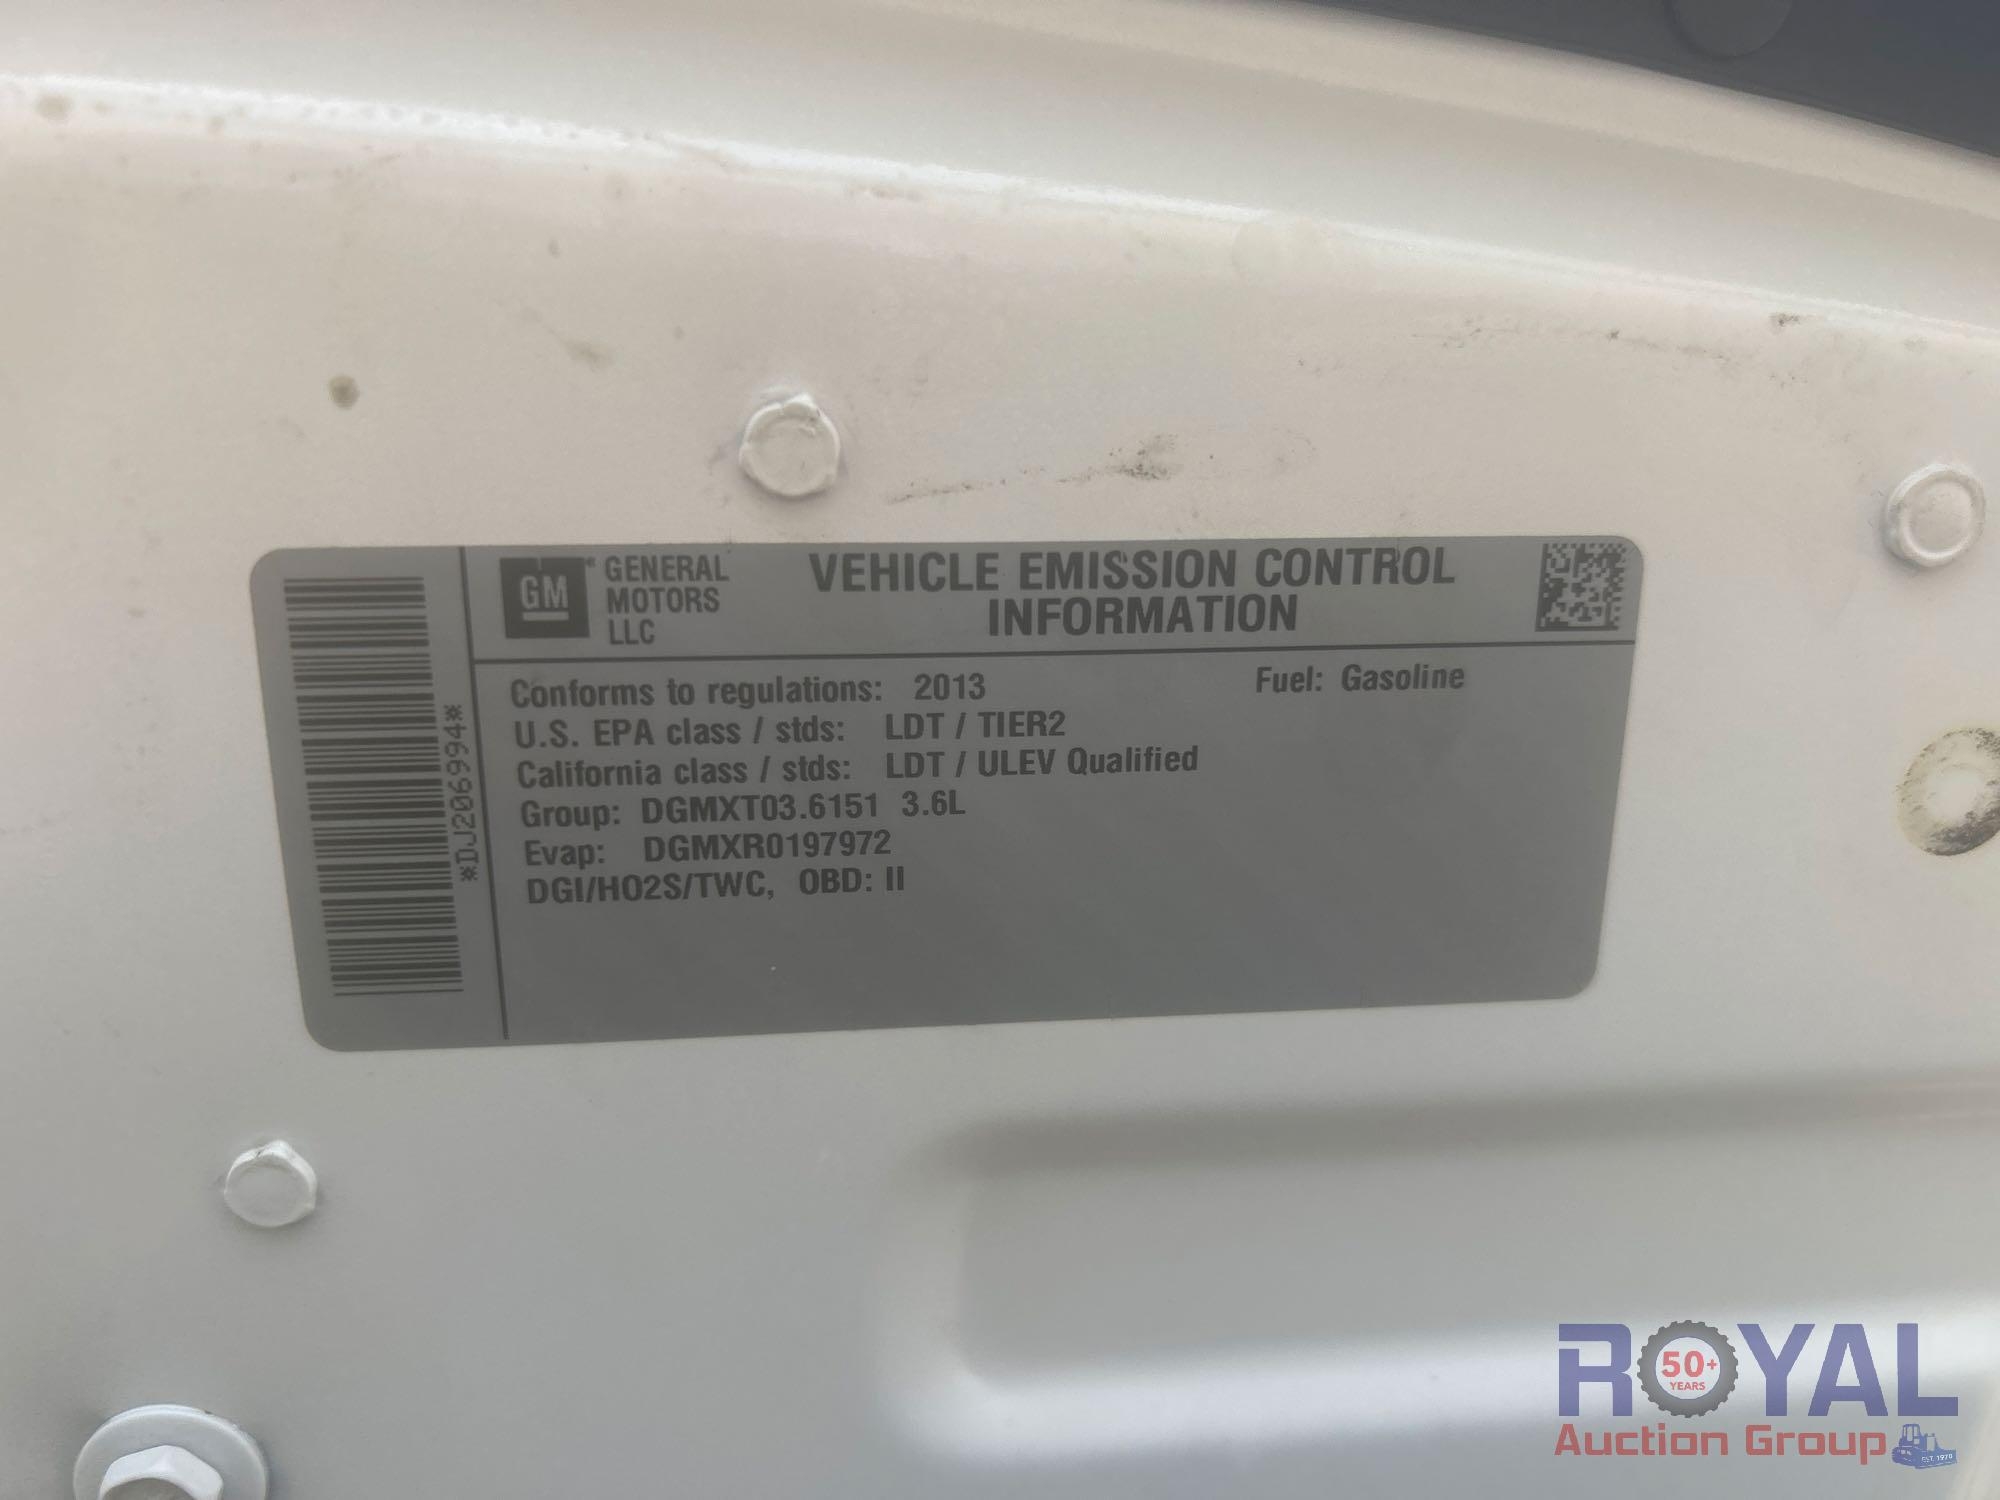 GM
GENERAL
MOTORS
LLC
VEHICLE EMISSION CONTROL
INFORMATION
*DJ2069994*
Conforms to regulations: 2013
Fuel: Gasoline
U.S. EPA class / stds: LDT / TIER2
California class / stds: LDT / ULEV Qualified
Group: DGMXT03.6151 3.6L
Evap: DGMXR0197972
DGI/HO2S/TWC, OBD: II
ROYAL
50+
YEARS
Auction Group
EST. 1970